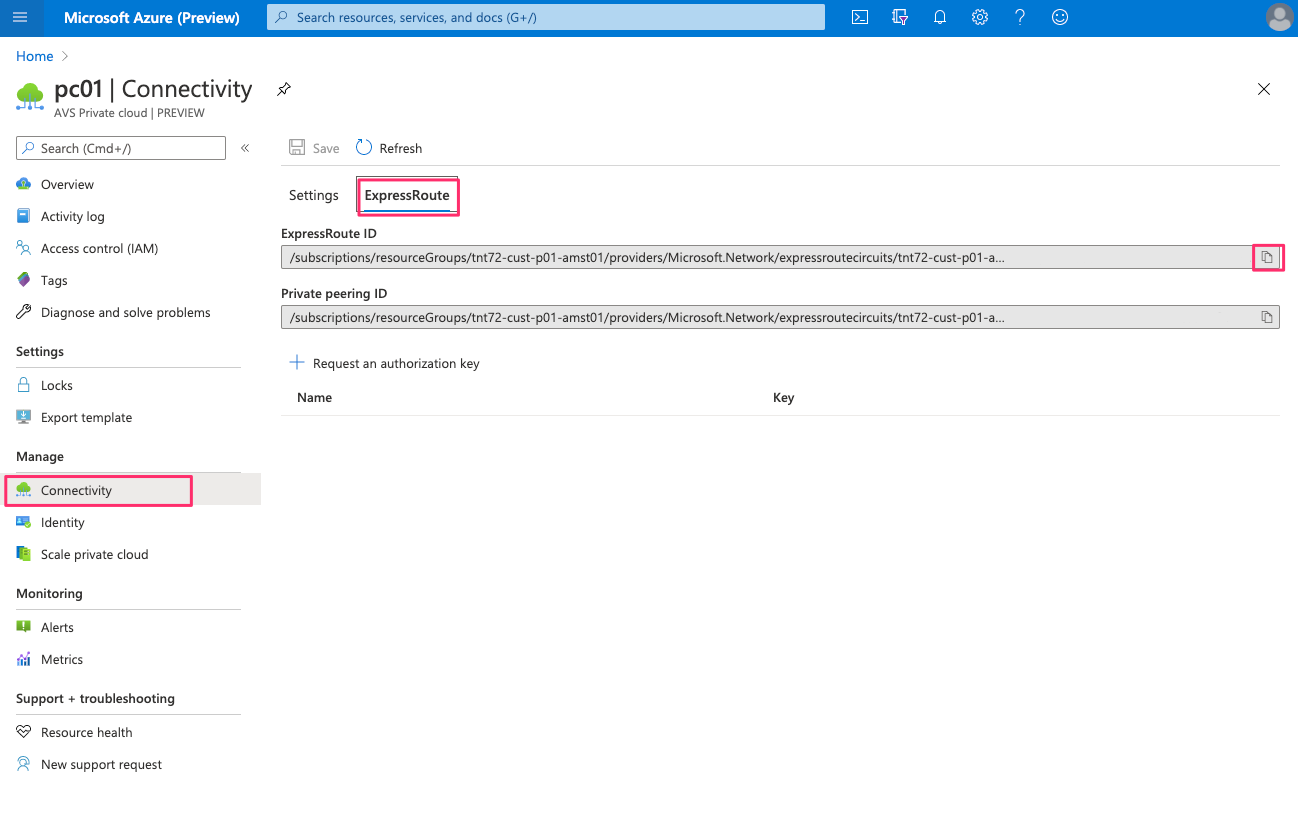 Microsoft Azure (Preview)
Search resources, services, and docs (G+/)
Home
pc01 | Connectivity
AVS Private cloud | PREVIEW
Search (Cmd+/)
«
Overview
Activity log
Access control (IAM)
Tags
Diagnose and solve problems
Settings
Locks
Export template
Manage
Connectivity
Identity
Scale private cloud
Monitoring
Alerts
Metrics
Support + troubleshooting
Resource health
New support request
Save
Refresh
Settings
ExpressRoute
ExpressRoute ID
/subscriptions/resourceGroups/tnt72-cust-p01-amst01/providers/Microsoft.Network/expressroutecircuits/tnt72-cust-p01-a...
Private peering ID
/subscriptions/resourceGroups/tnt72-cust-p01-amst01/providers/Microsoft.Network/expressroutecircuits/tnt72-cust-p01-a...
Request an authorization key
Name
Key